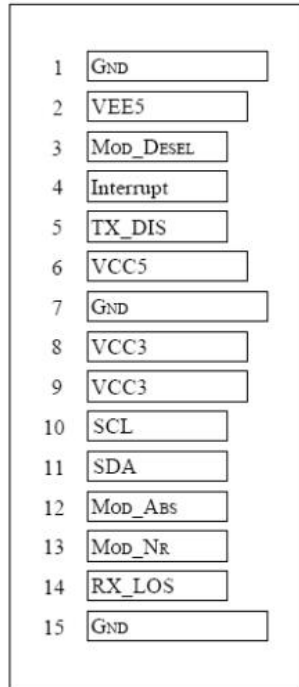 1 GND
2 VEE5
3 MOD_DESEL
4 Interrupt
5 TX_DIS
6 VCC5
7 GND
8 VCC3
9 VCC3
10 SCL
11 SDA
12 MOD_ABS
13 MOD_NR
14 RX_LOS
15 GND